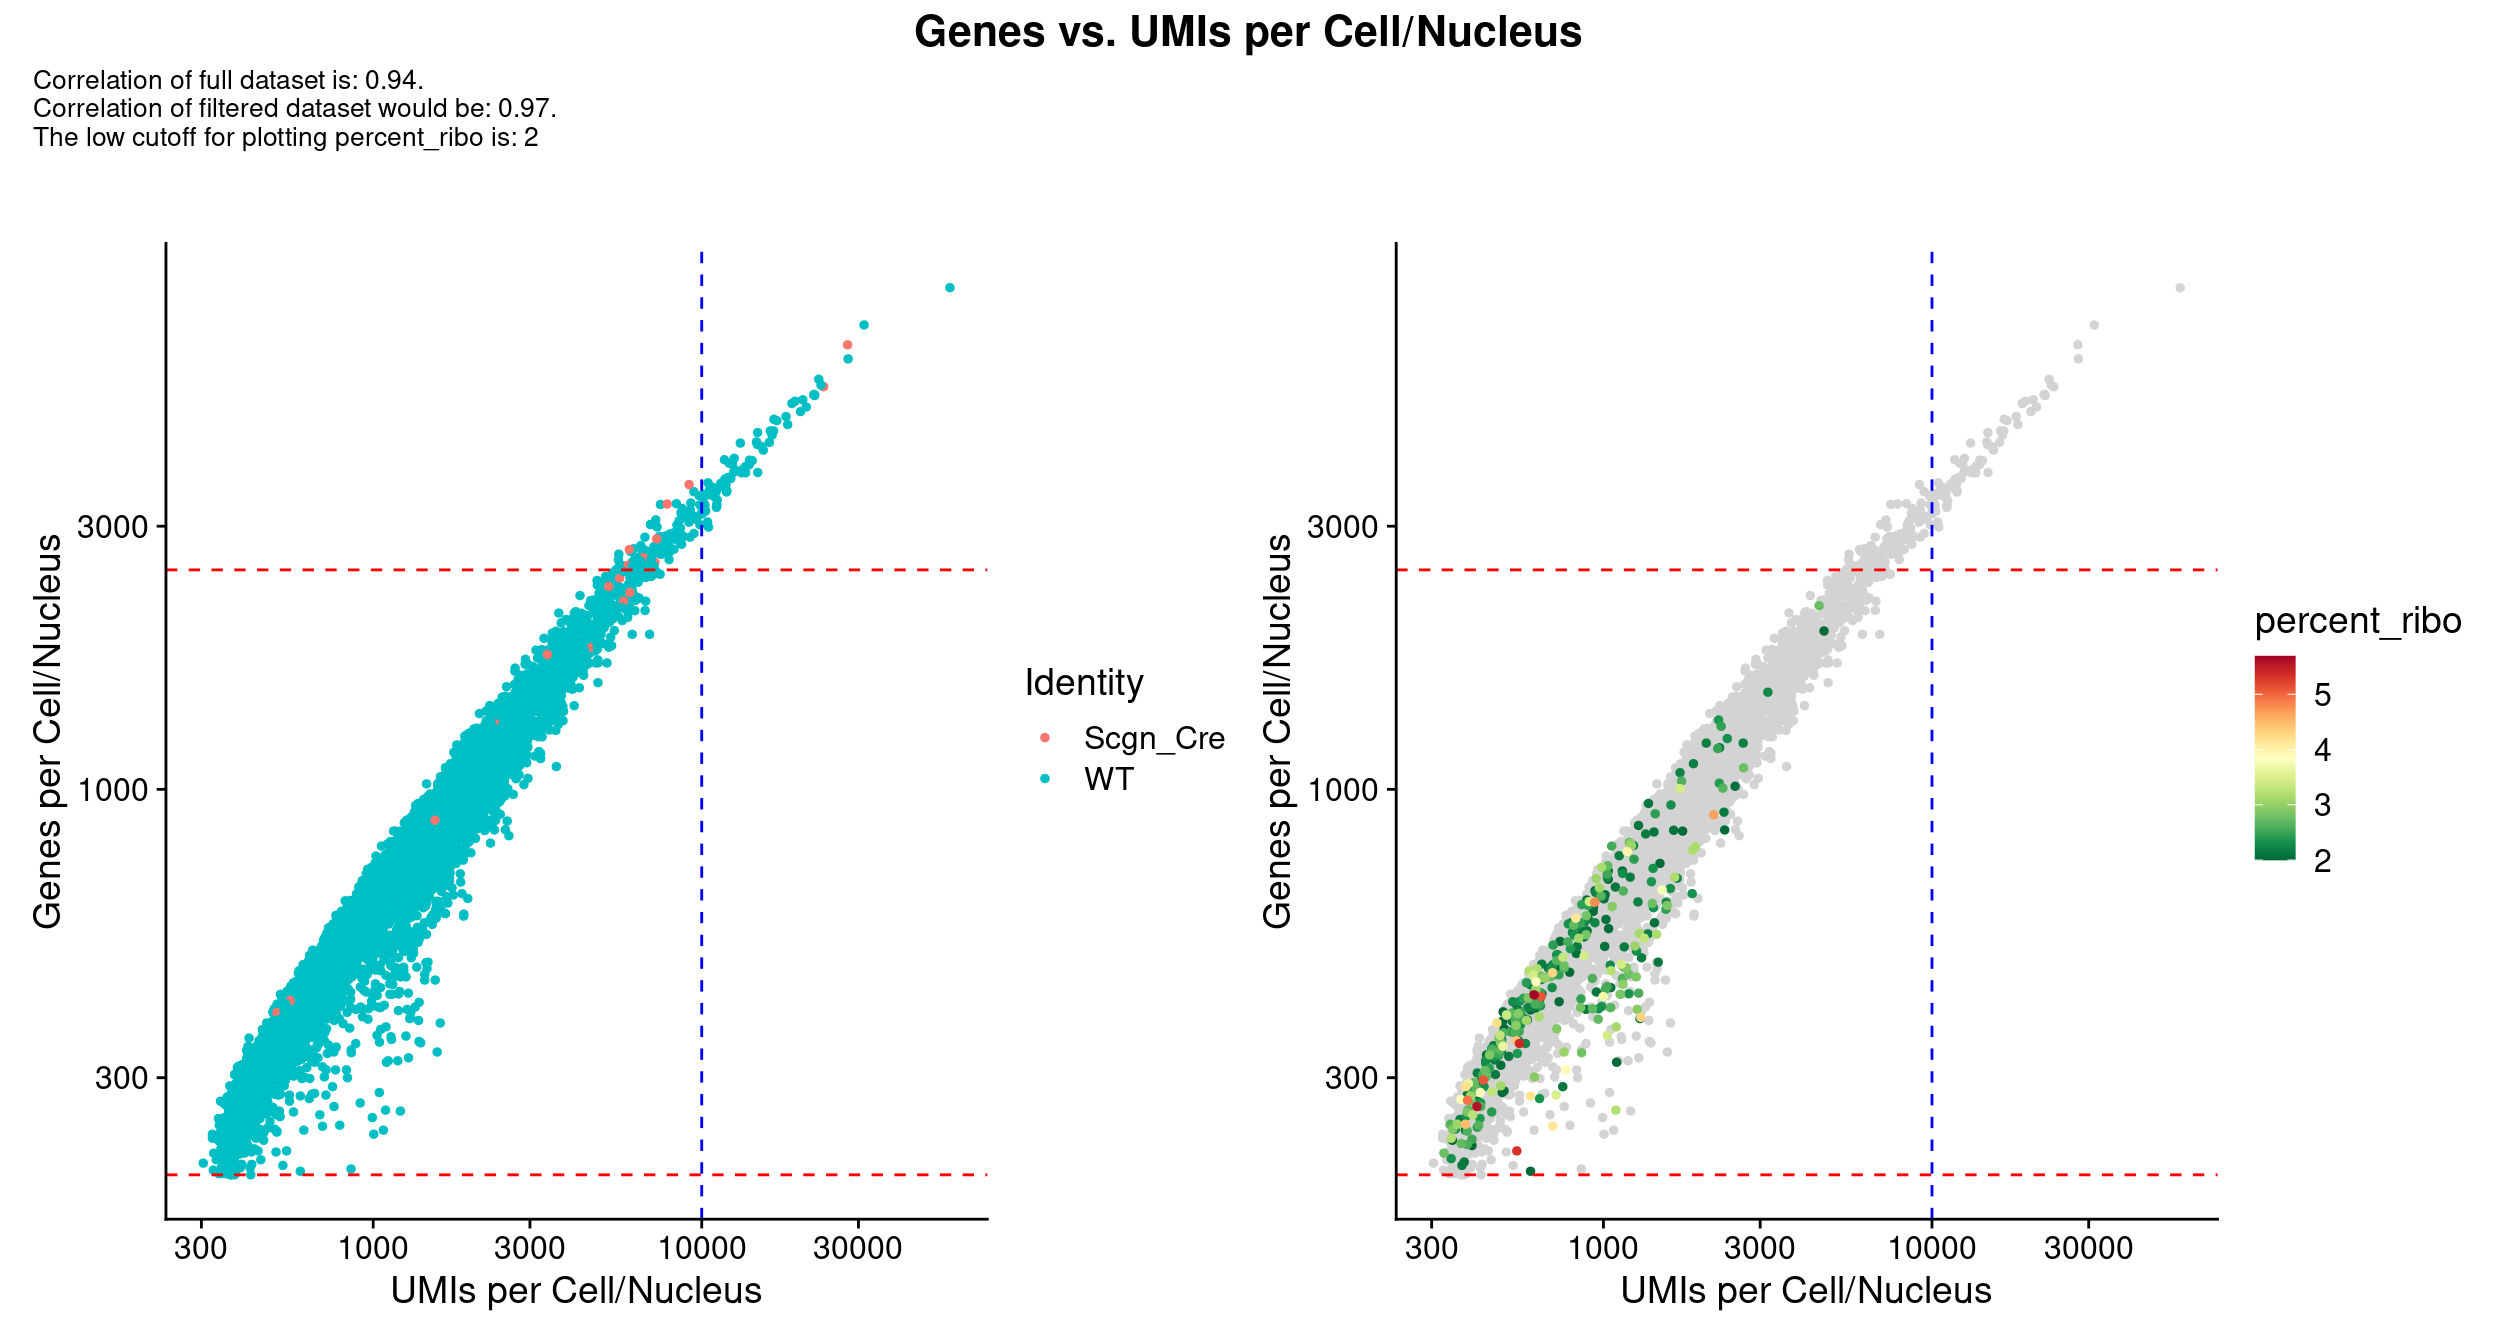 Genes vs. UMIs per Cell/Nucleus
Correlation of full dataset is: 0.94.
Correlation of filtered dataset would be: 0.97.
The low cutoff for plotting percent_ribo is: 2
Genes per Cell/Nucleus
3000
1000
300
300
1000
3000
10000
30000
UMIs per Cell/Nucleus
Identity
Scgn_Cre
WT
Genes per Cell/Nucleus
3000
1000
300
300
1000
3000
10000
30000
UMIs per Cell/Nucleus
percent_ribo
5
4
3
2